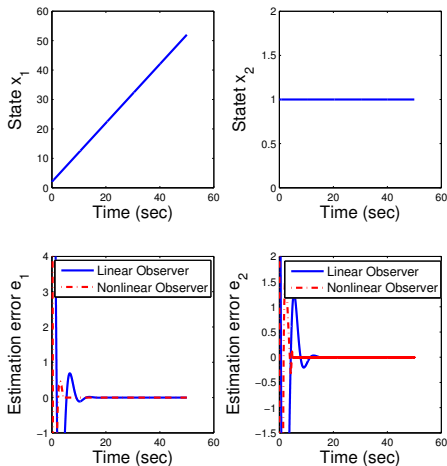 State x1
60
50
40
30
20
10
0
0 20 40 60
Time (sec)
Statet x2
2
1.5
1
0.5
0
0 20 40 60
Time (sec)
Estimation error e1
4
3
2
1
0
−1
0 20 40 60
Time (sec)
Linear Observer
Nonlinear Observer
Estimation error e2
2
1.5
1
0.5
0
−0.5
−1
−1.5
0 20 40 60
Time (sec)
Linear Observer
Nonlinear Observer